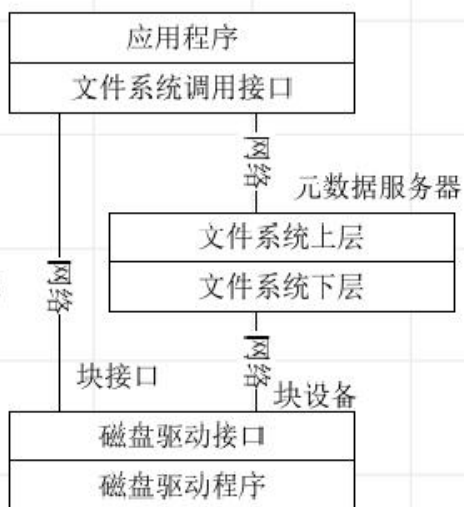 应用程序
文件系统调用接口
网络
元数据服务器
文件系统上层
文件系统下层
网络
网络
块接口
块设备
磁盘驱动接口
磁盘驱动程序